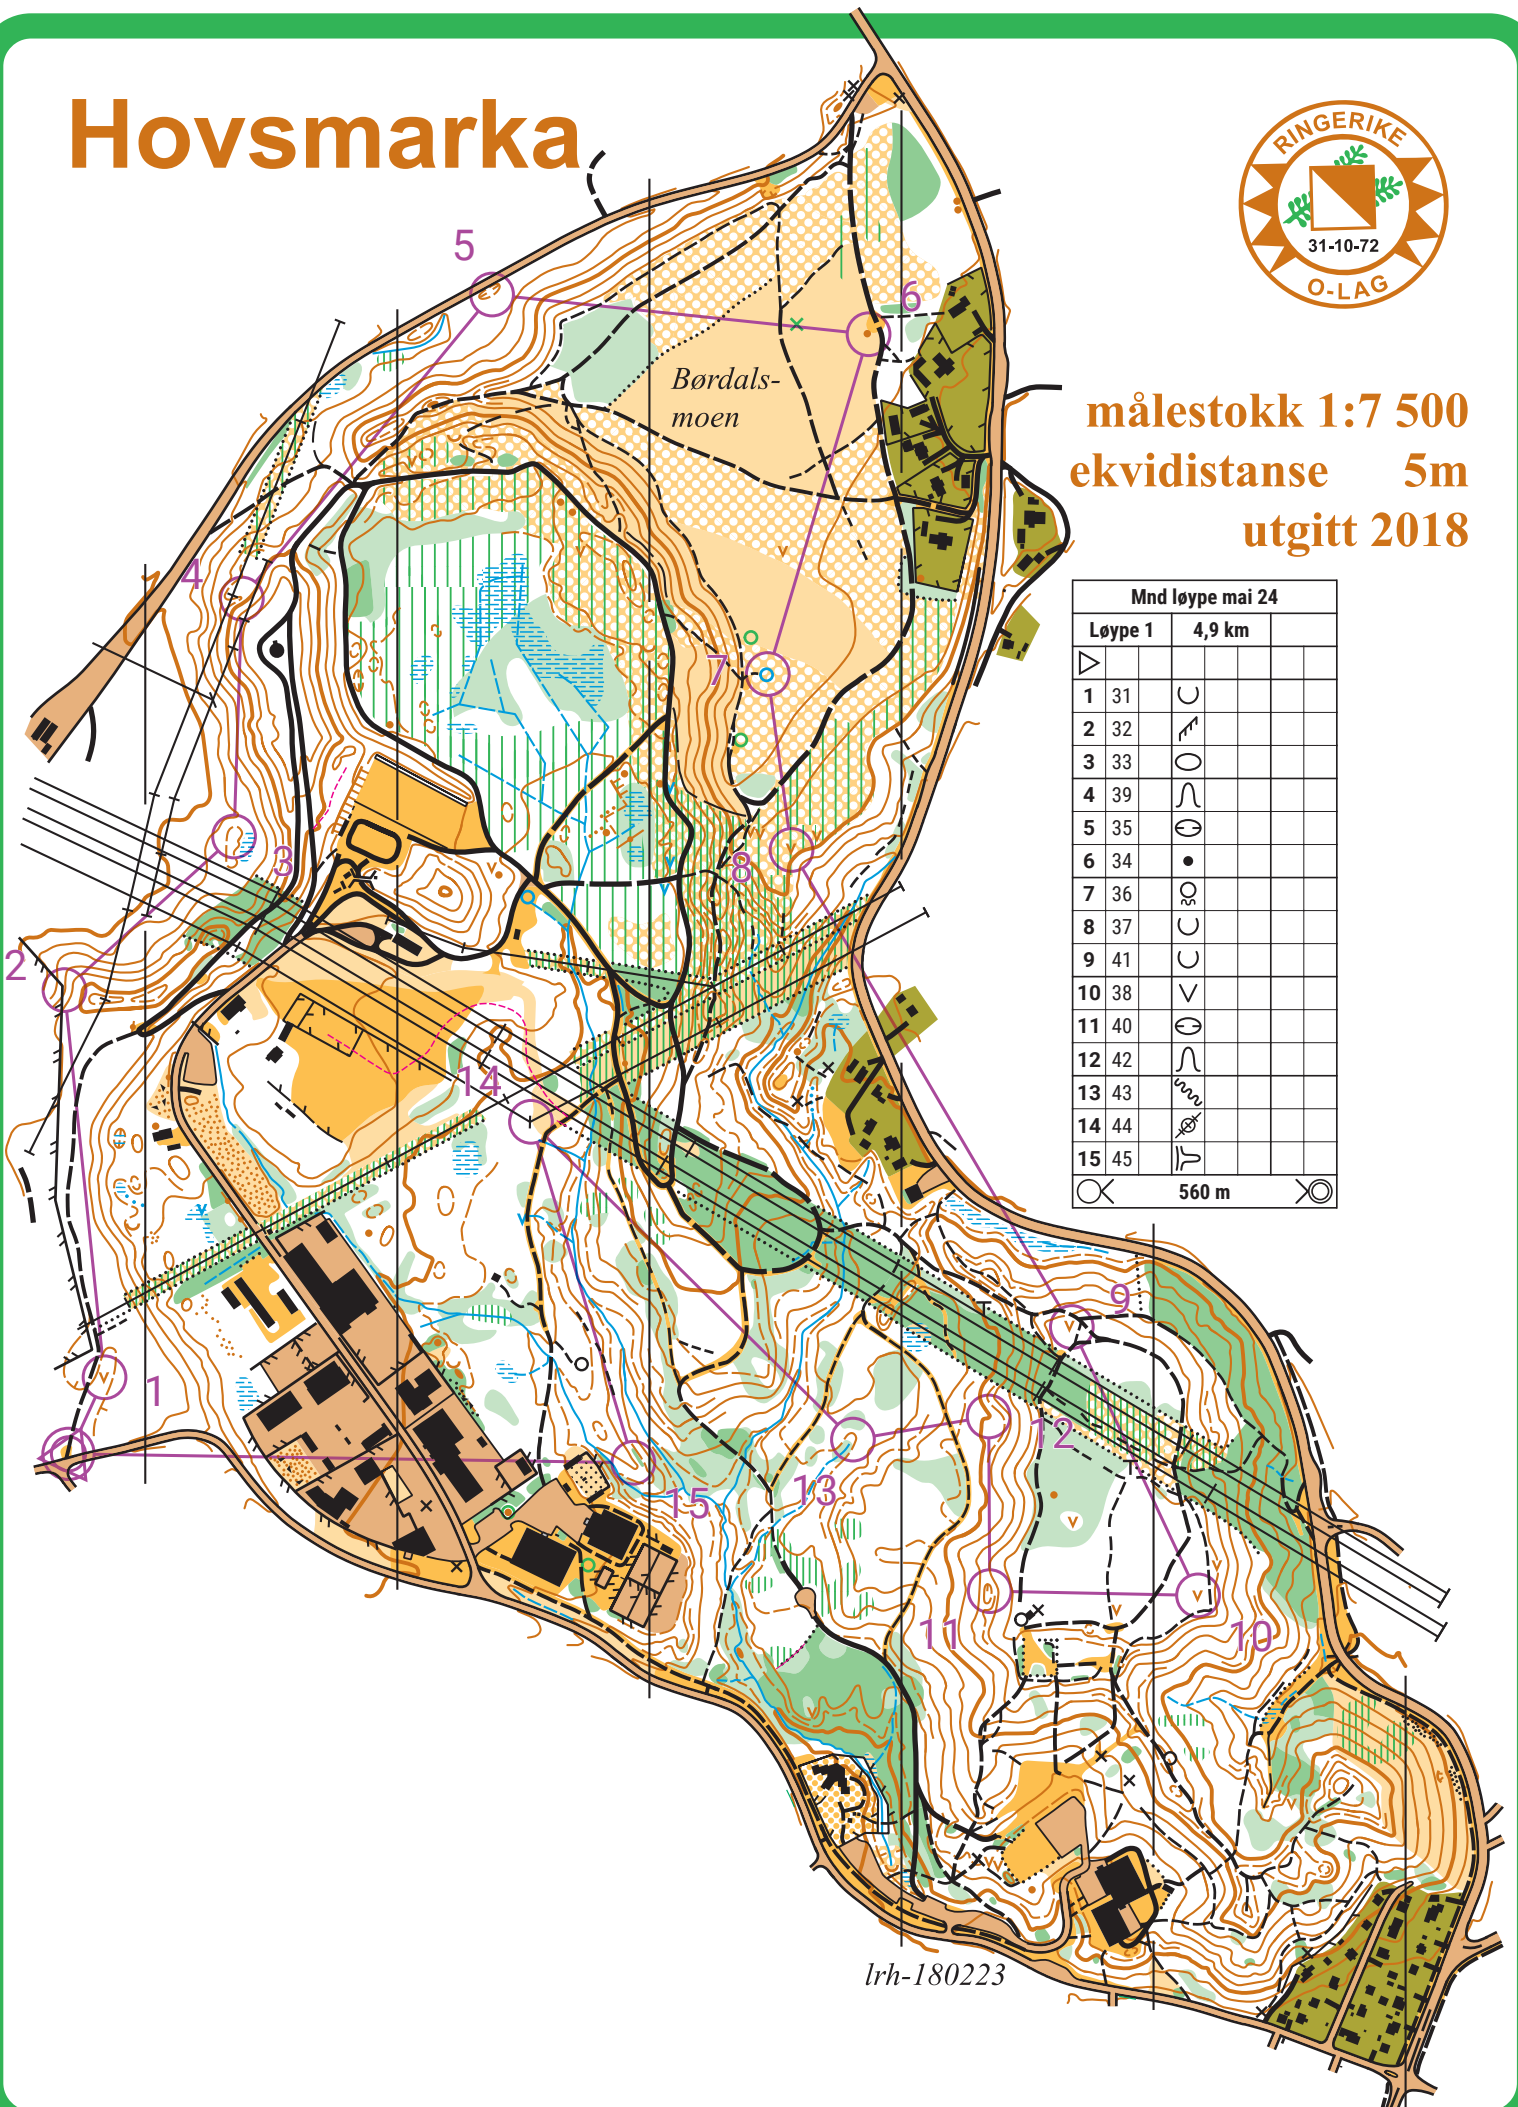 Hovsmarka
RINGERIKE
31-10-72
O-LAG
målestokk 1:7 500
ekvidistanse 5m
utgitt 2018
Mnd løype mai 24
Løype 1 4,9 km
1 31
2 32
3 33
4 39
5 35
6 34
7 36
8 37
9 41
10 38
11 40
12 42
13 43
14 44
15 45
560 m
5
6
Børdals-
moen
4
7
3
8
2
14
9
1
12
13
15
11
10
lrh-180223